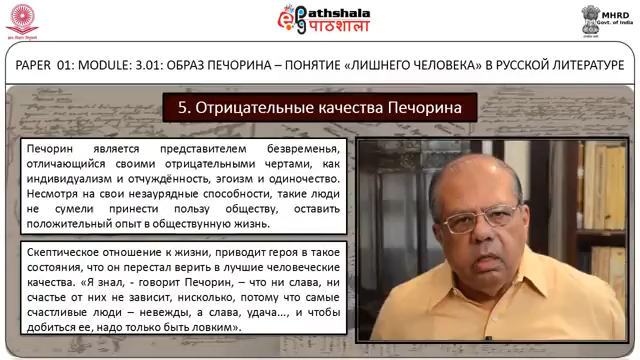 ePathshala
पाठशाला
MHRD
Govt. of India
PAPER 01: MODULE: 3.01: ОБРАЗ ПЕЧОРИНА – ПОНЯТИЕ «ЛИШНЕГО ЧЕЛОВЕКА» В РУССКОЙ ЛИТЕРАТУРЕ
5. Отрицательные качества Печорина
Печорин является представителем безвременья,
отличающийся своими отрицательными чертами, как
индивидуализм и отчуждённость, эгоизм и одиночество.
Несмотря на свои незаурядные способности, такие люди
не сумели принести пользу обществу, оставить
положительный опыт в общественную жизнь.
Скептическое отношение к жизни, приводит героя в такое
состояния, что он перестал верить в лучшие человеческие
качества. «Я знал, - говорит Печорин, – что ни слава, ни
счастье от них не зависит, нисколько, потому что самые
счастливые люди – невежды, а слава, удача..., и чтобы
добиться ее, надо только быть ловким».